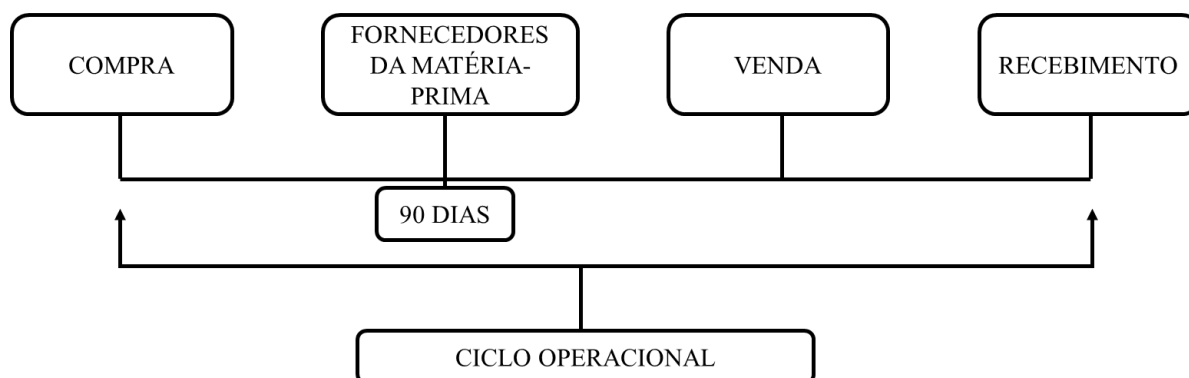 COMPRA
FORNECEDORES
DA MATÉRIA-
PRIMA
VENDA
RECEBIMENTO
90 DIAS
CICLO OPERACIONAL